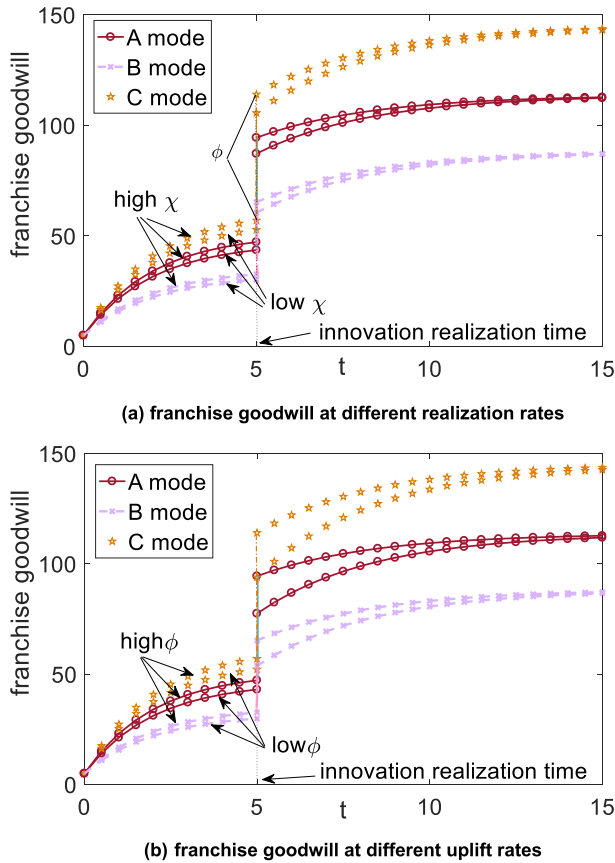 150
100
50
0
franchise goodwill
A mode
B mode
C mode
ϕ
high χ
low χ
innovation realization time
0
5
10
15
t
(a) franchise goodwill at different realization rates
150
100
50
0
franchise goodwill
A mode
B mode
C mode
highϕ
lowϕ
innovation realization time
0
5
10
15
t
(b) franchise goodwill at different uplift rates